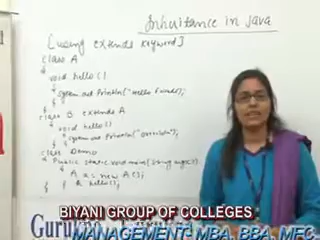 Inheritance in Java
[using extends keyword]
class A
{
void hello()
{
System.out.Println("Hello
}
class B extends A
void hello()
{
System.out.Println("
} }
class Demo
{
Public static void main(String args[])
{
A a = new A();
} } a.hello();
BIYANI GROUP OF COLLEGES
Guru
MANAGEMENT: MBA, BBA, MFC